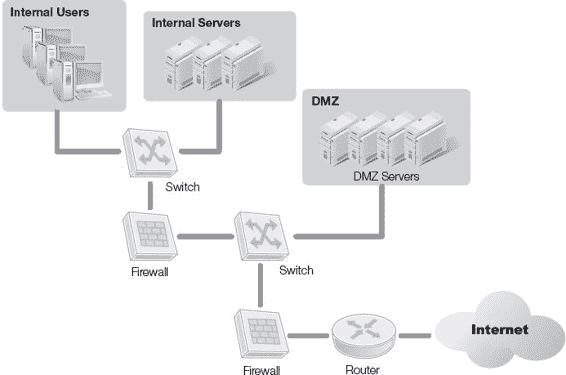 Internal Users
Internal Servers
DMZ
DMZ Servers
Switch
Firewall
Switch
Internet
Firewall
Router